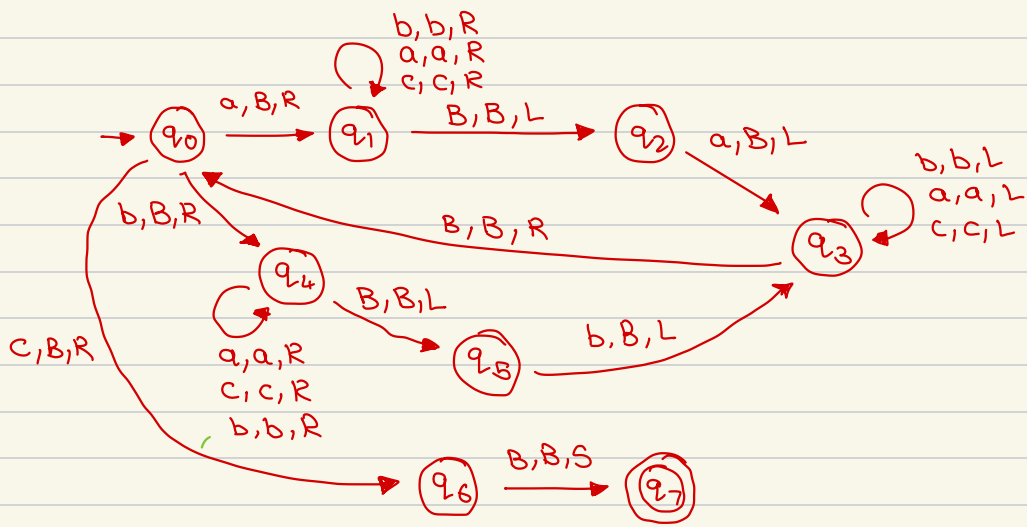 b, b, R
a, a, R
c, c, R
a, B, R
B, B, L
q0
q1
q2
a, B, L
b, b, L
a, a, L
c, c, L
b, B, R
B, B, R
q3
q4
B, B, L
b, B, L
C, B, R
q5
a, a, R
c, c, R
b, b, R
B, B, S
q6
q7